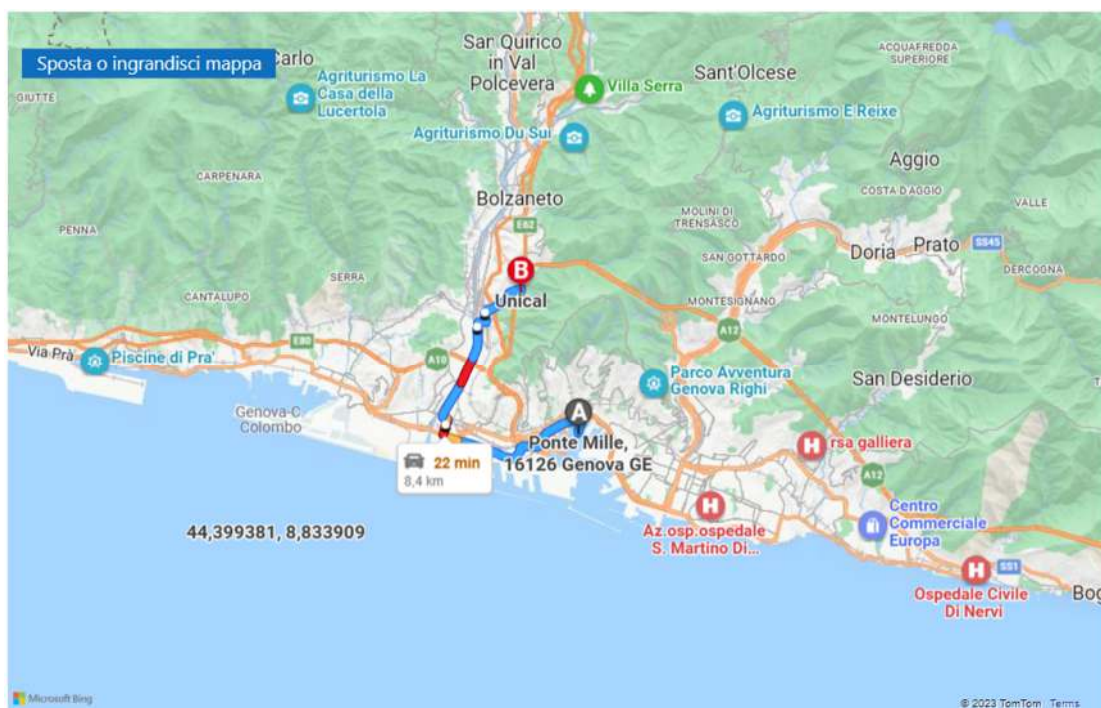 Sposta o ingrandisci mappa
Carlo
San Quirico
in Val
Polcevera
ACQUAFREDDA
SUPERIORE
Sant'Olcese
GIUTTE
Agriturismo La
Casa della
Lucertola
Villa Serra
Agriturismo E Reixe
Agriturismo Du Sui
Aggio
CARPENARA
COSTA D'AGGIO
Bolzaneto
VALLE
MOLINI DI
TRENSASCO
PENNA
E62
Doria
Prato
SS45
SAN GOTTARDO
DERCOGNA
SERRA
B
Unical
CANTALUPO
MONTESIGNANO
MONTELUNGO
A12
E80
Via Prà
Piscine di Pra'
A10
Parco Avventura
Genova Righi
San Desiderio
Genova-C
Colombo
A
Ponte Mille,
16126 Genova GE
H
rsa galliera
22 min
8,4 km
A12
H
Centro
Commerciale
Europa
44,399381, 8,833909
Az.osp.ospedale
S. Martino Di...
H
SS1
Ospedale Civile
Di Nervi
Bog
Microsoft Bing
© 2023 TomTom Terms